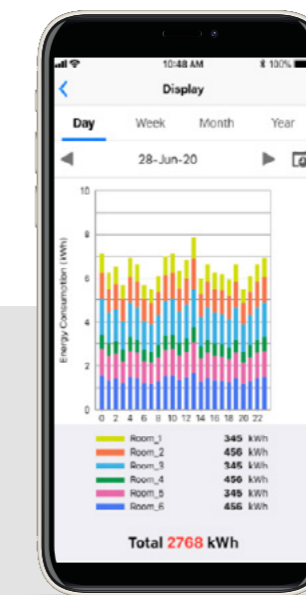 10:48 AM 100%
Display
Day Week Month Year
28-Jun-20
Energy Consumption (kWh)
10
8
6
4
2
0
0 2 4 6 8 10 12 14 16 18 20 22
Room_1 345 kWh
Room_2 456 kWh
Room_3 345 kWh
Room_4 456 kWh
Room_5 345 kWh
Room_6 456 kWh
Total 2768 kWh